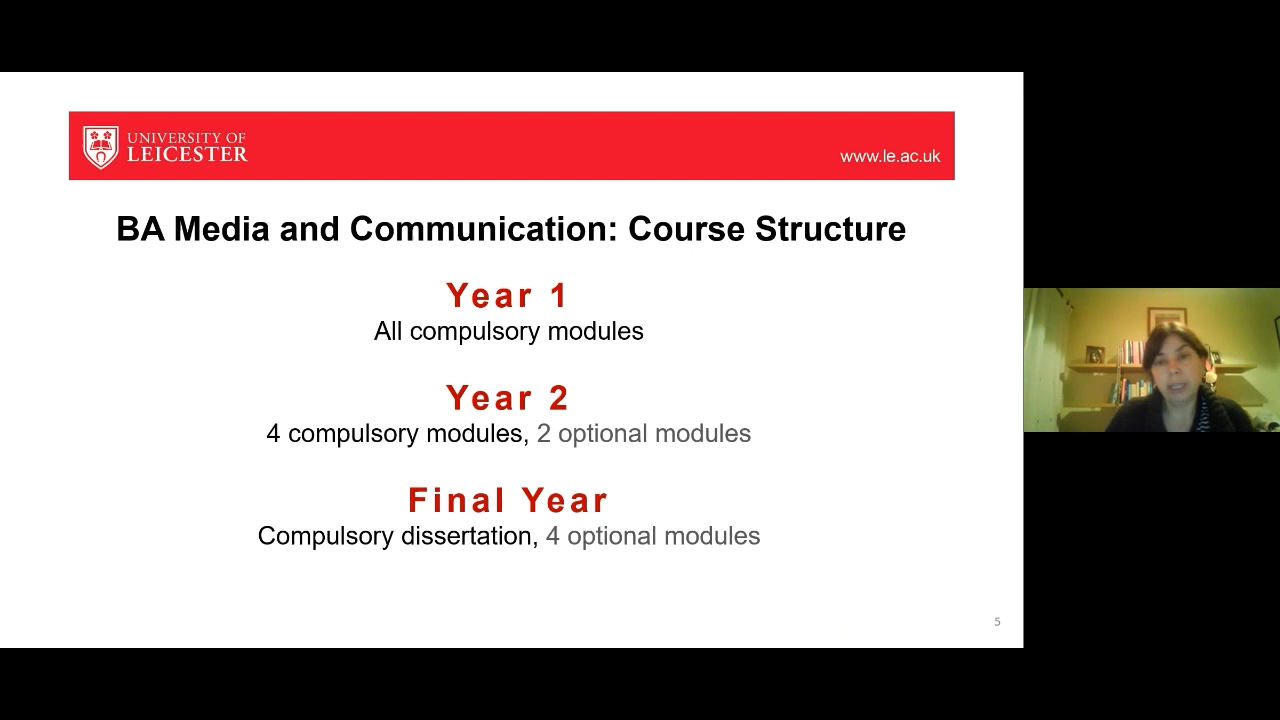 UNIVERSITY OF
LEICESTER
www.le.ac.uk
BA Media and Communication: Course Structure
Year 1
All compulsory modules
Year 2
4 compulsory modules, 2 optional modules
Final Year
Compulsory dissertation, 4 optional modules
5